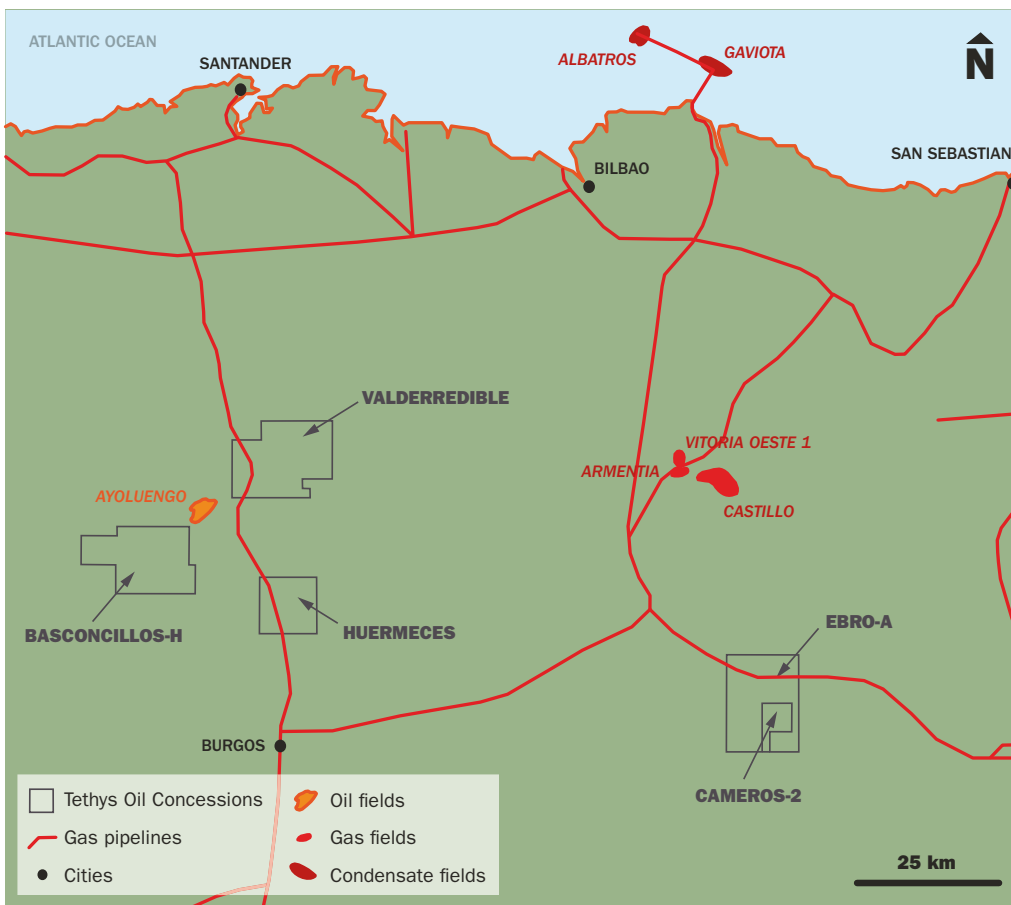 ATLANTIC OCEAN
SANTANDER
ALBATROS
GAVIOTA
N
BILBAO
SAN SEBASTIAN
VALDERREDIBLE
VITORIA OESTE 1
ARMENTIA
CASTILLO
AYOLUENGO
BASCONCILLOS-H
HUERMECES
EBRO-A
BURGOS
CAMEROS-2
Tethys Oil Concessions
Oil fields
Gas pipelines
Gas fields
Cities
Condensate fields
25 km